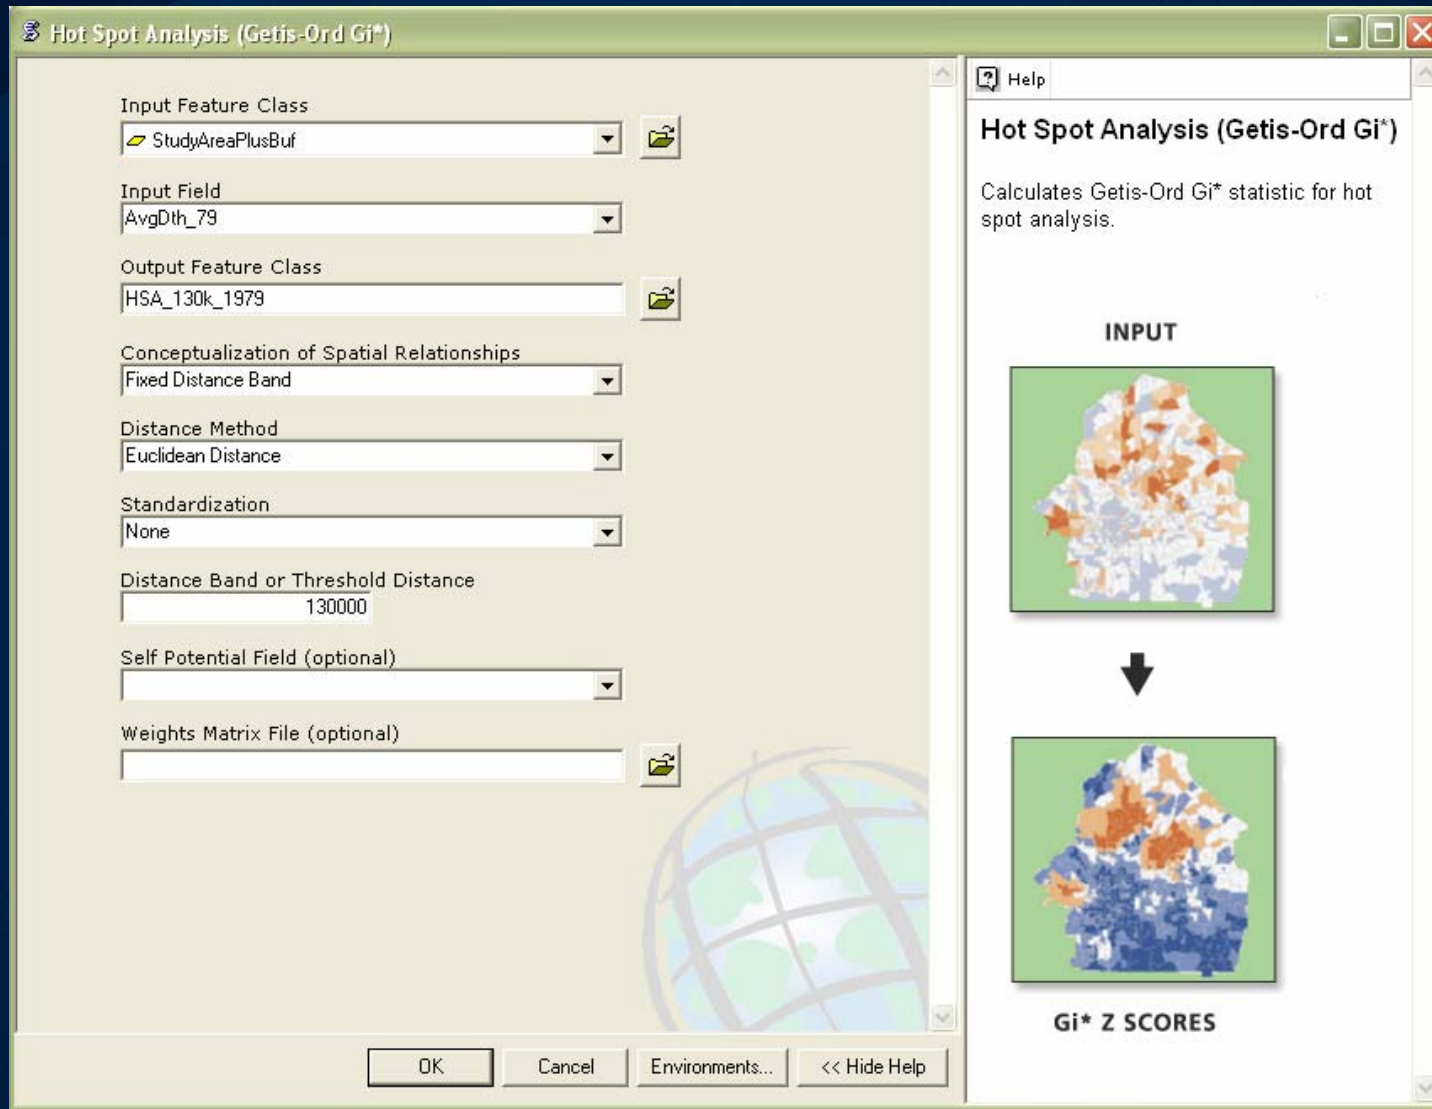 Hot Spot Analysis (Getis-Ord Gi*)
Input Feature Class
StudyAreaPlusBuf
Input Field
AvgDth_79
Output Feature Class
HSA_130k_1979
Conceptualization of Spatial Relationships
Fixed Distance Band
Distance Method
Euclidean Distance
Standardization
None
Distance Band or Threshold Distance
130000
Self Potential Field (optional)
Weights Matrix File (optional)
OK
Cancel
Environments...
<< Hide Help
Help
Hot Spot Analysis (Getis-Ord Gi*)
Calculates Getis-Ord Gi* statistic for hot
spot analysis.
INPUT
Gi* Z SCORES